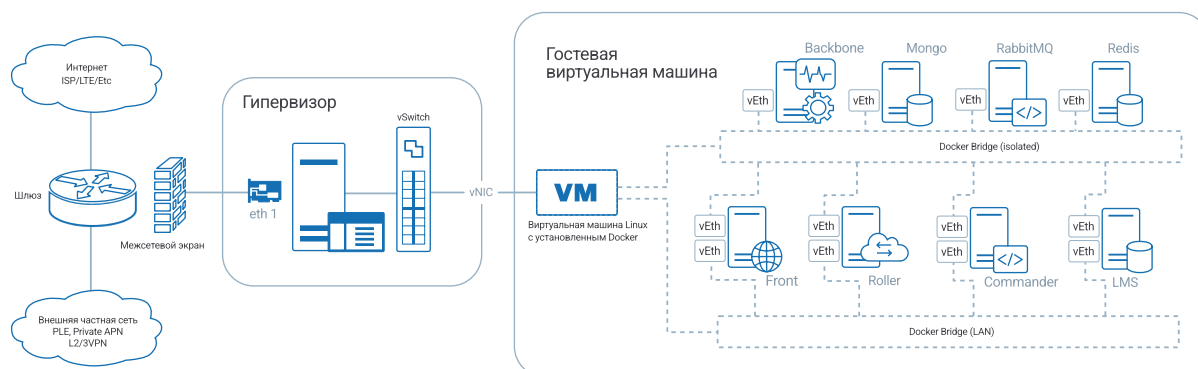 Интернет
ISP/LTE/Etc
Шлюз
Межсетевой экран
Внешняя частная сеть
PLE, Private APN
L2/3VPN
Гипервизор
eth 1
vSwitch
vNIC
Гостевая
виртуальная машина
VM
Виртуальная машина Linux
с установленным Docker
Backbone
Mongo
RabbitMQ
Redis
vEth
vEth
vEth
vEth
Docker Bridge (isolated)
vEth
vEth
vEth
vEth
vEth
vEth
vEth
vEth
Front
Roller
Commander
LMS
Docker Bridge (LAN)